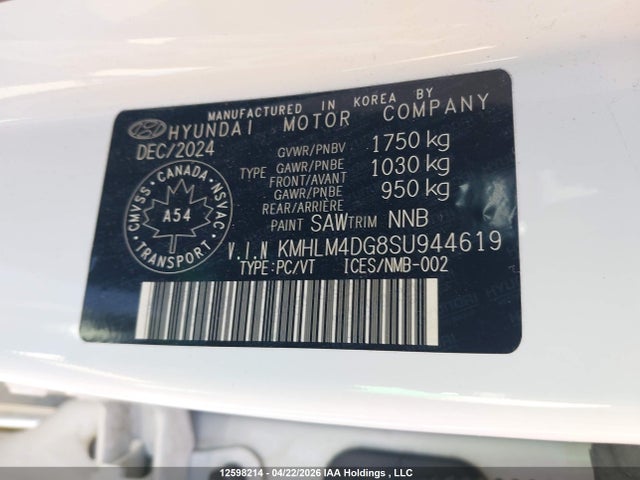 MANUFACTURED IN KOREA BY
HYUNDAI MOTOR COMPANY
DEC/2024 GVWR/PNBV 1750 kg
TYPE GAWR/PNBE FRONT/AVANT 1030 kg
GAWR/PNBE REAR/ARRIÈRE 950 kg
PAINT SAW TRIM NNB
CMVSS · CANADA · NSVAC
A54
TRANSPORT
V.I.N KMHLM4DG8SU944619
TYPE:PC/VT ICES/NMB-002
12598214 - 04/22/2026 IAA Holdings , LLC